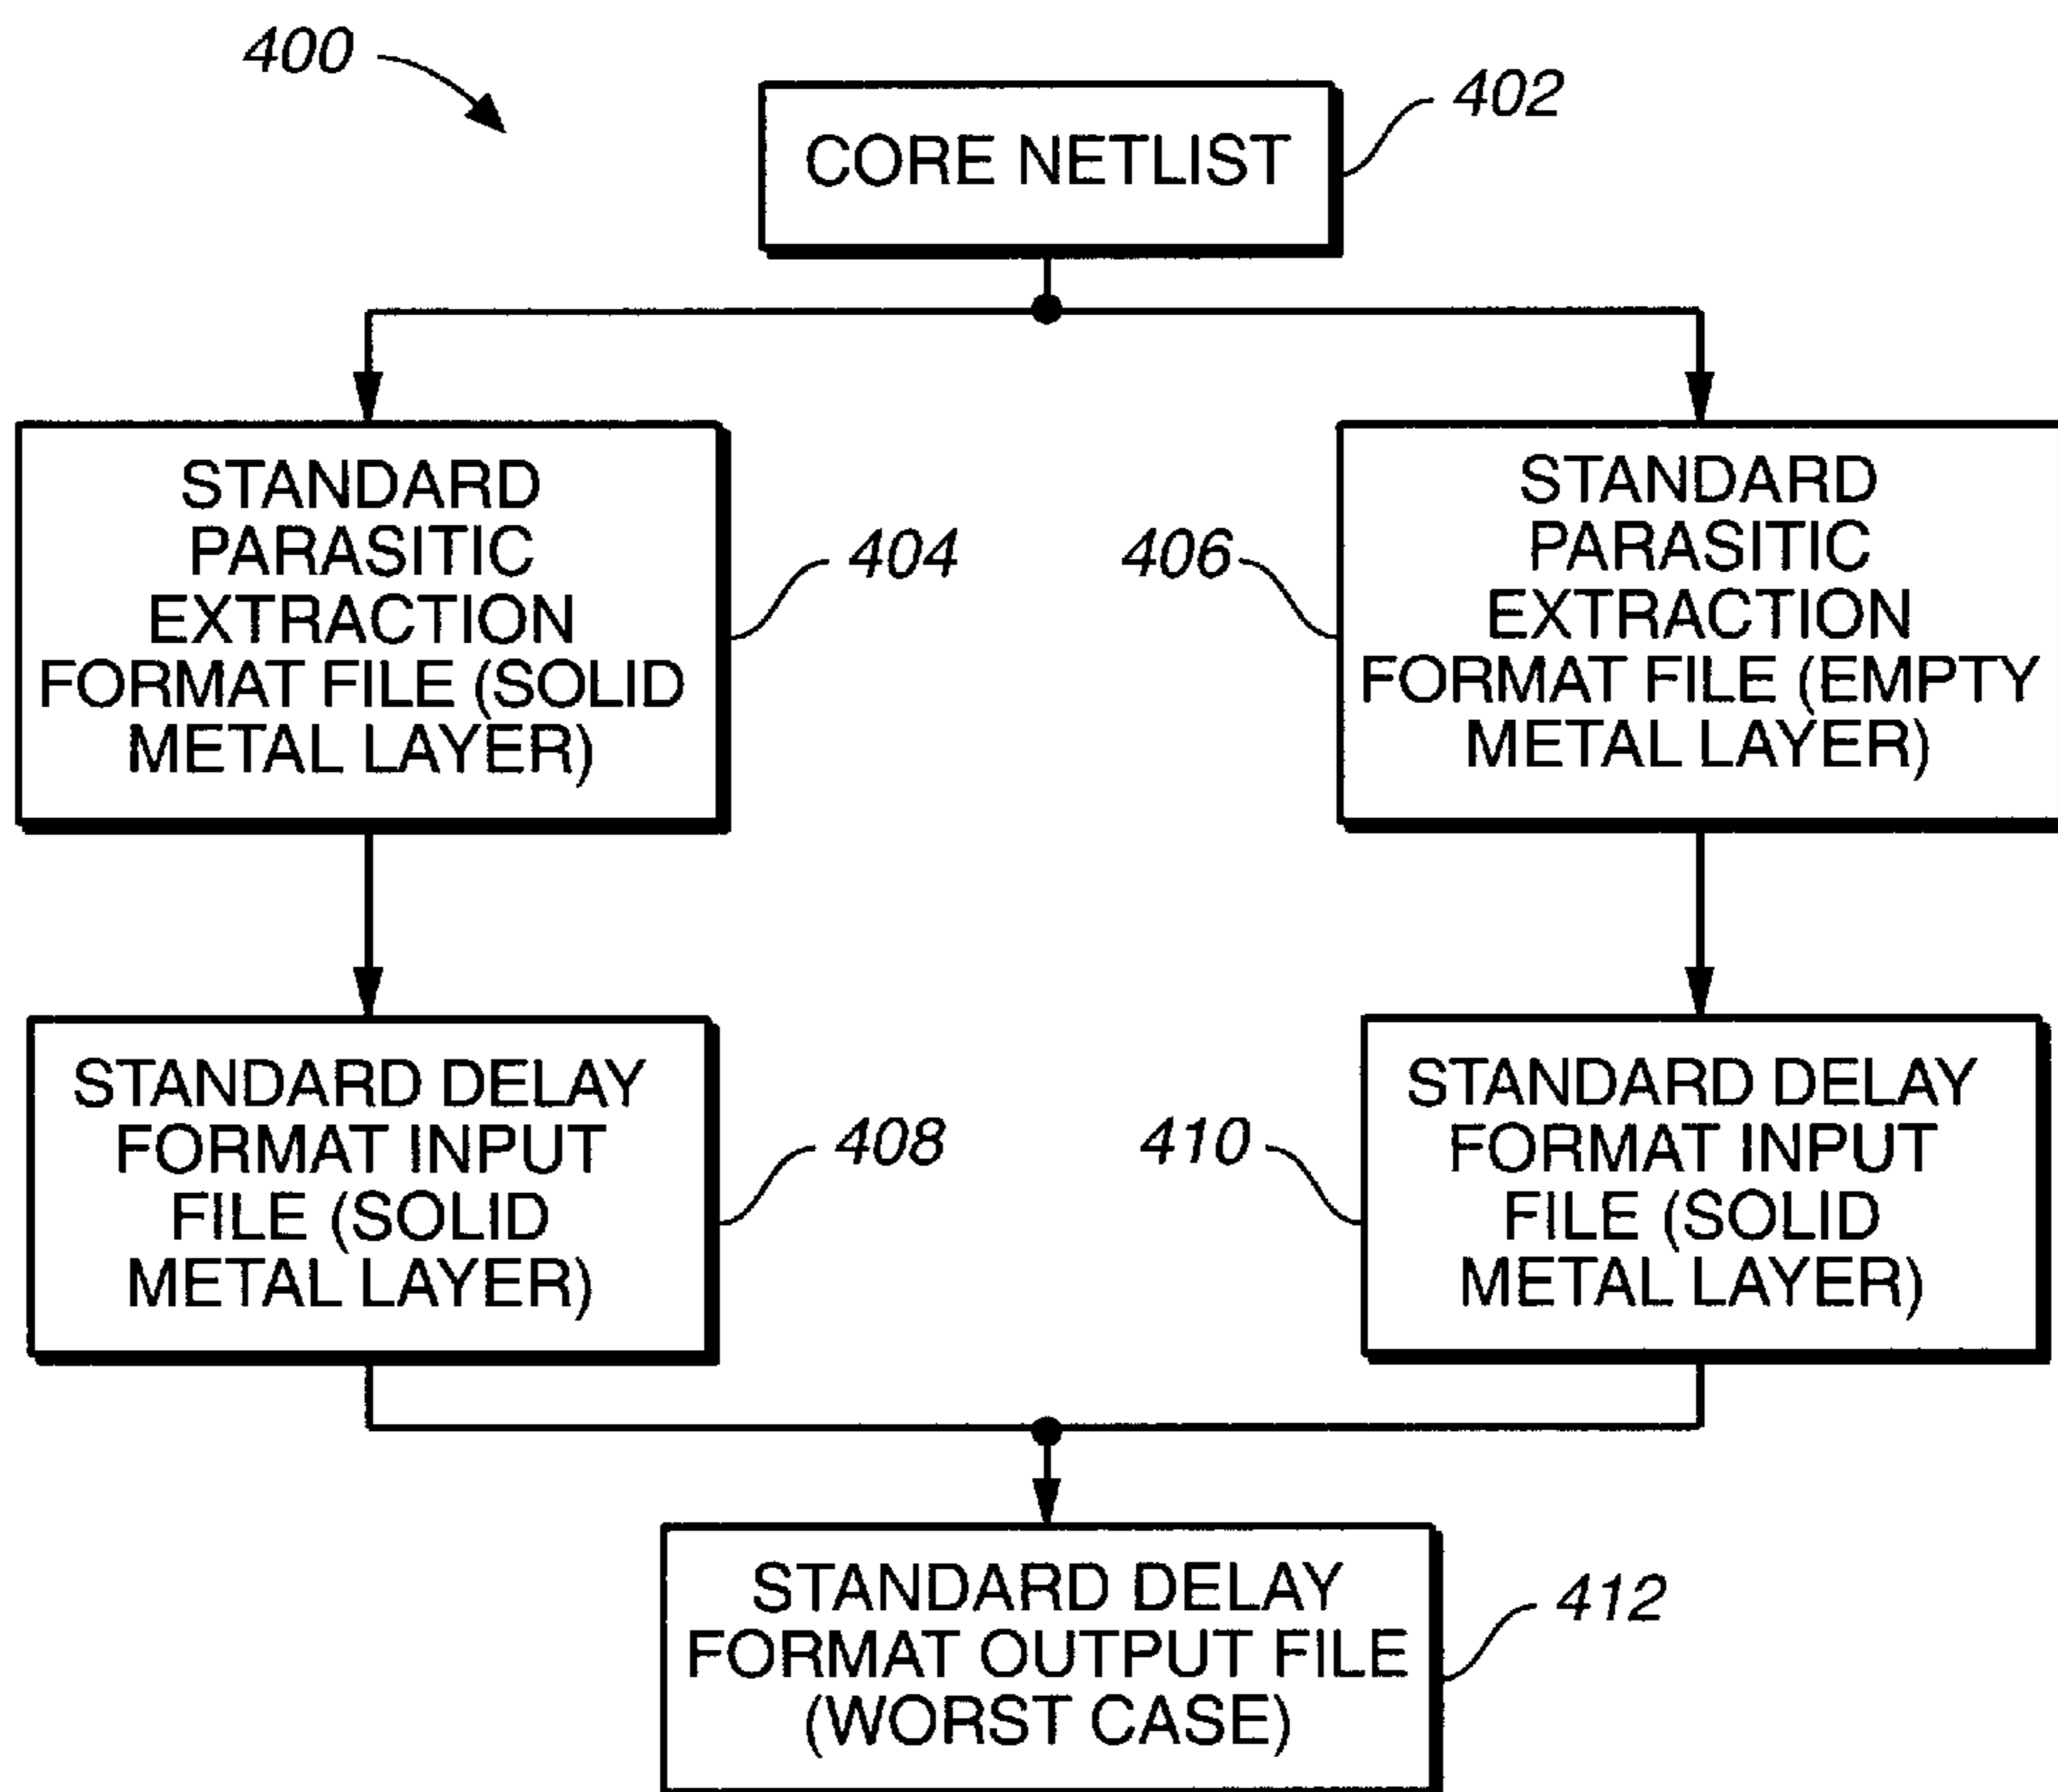 400
CORE NETLIST
402
STANDARD
PARASITIC
EXTRACTION
FORMAT FILE (SOLID
METAL LAYER)
404
406
STANDARD
PARASITIC
EXTRACTION
FORMAT FILE (EMPTY
METAL LAYER)
STANDARD DELAY
FORMAT INPUT
FILE (SOLID
METAL LAYER)
408
410
STANDARD DELAY
FORMAT INPUT
FILE (SOLID
METAL LAYER)
STANDARD DELAY
FORMAT OUTPUT FILE
(WORST CASE)
412